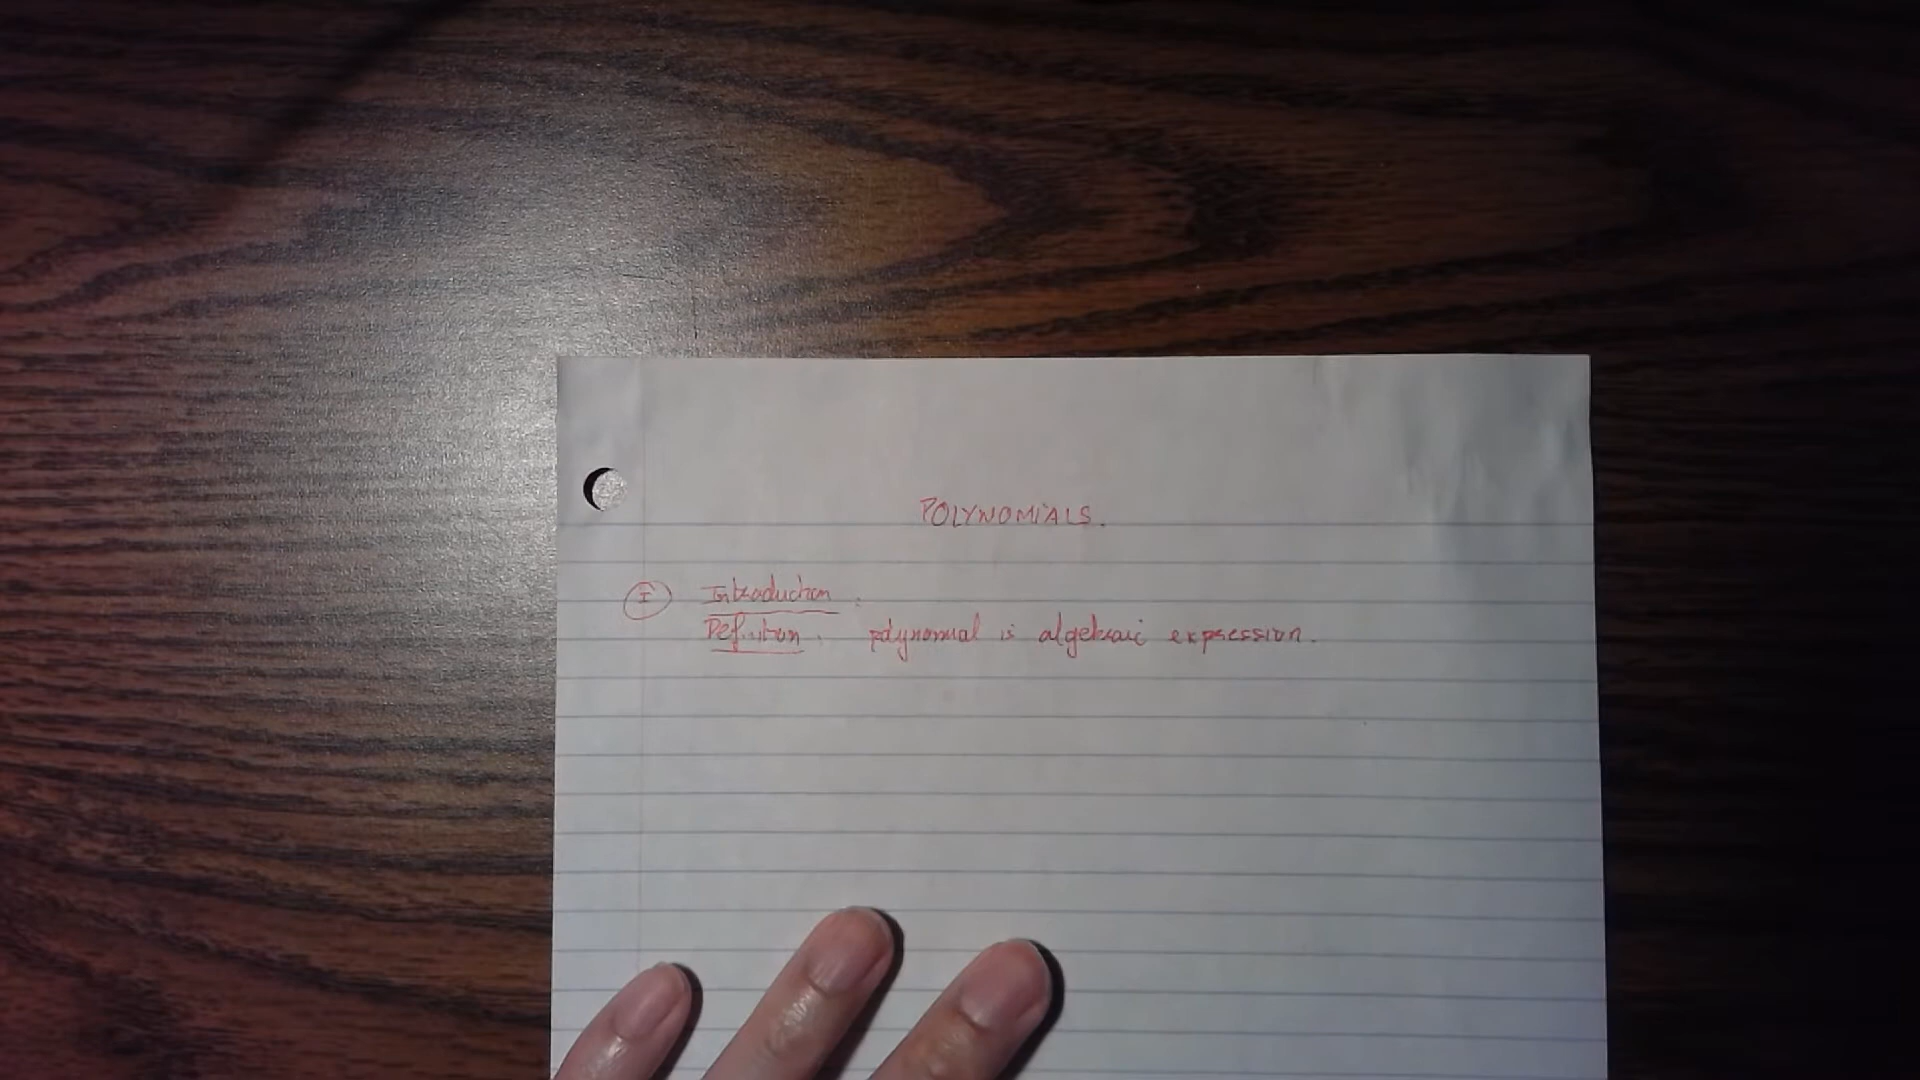 POLYNOMIALS.
I Introduction.
Definition. polynomial is algebraic expression.